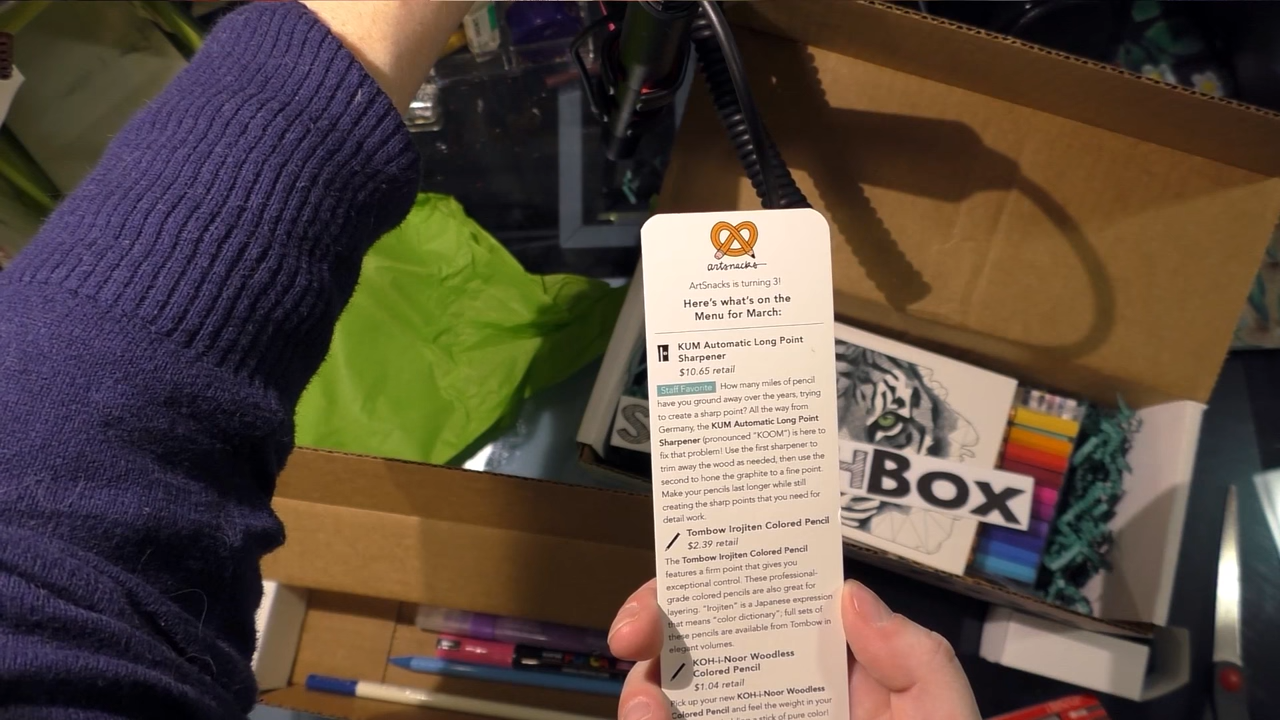 artsnacks
ArtSnacks is turning 3!
Here's what's on the
Menu for March:
KUM Automatic Long Point
Sharpener
$10.65 retail
Staff Favorite How many miles of pencil
have you ground away over the years, trying
to create a sharp point? All the way from
Germany, the KUM Automatic Long Point
Sharpener (pronounced "KOOM") is here to
fix that problem! Use the first sharpener to
trim away the wood as needed, then use the
second to hone the graphite to a fine point.
Make your pencils last longer while still
creating the sharp points that you need for
detail work.
Tombow Irojiten Colored Pencil
$2.39 retail
The Tombow Irojiten Colored Pencil
features a firm point that gives you
exceptional control. These professional-
grade colored pencils are also great for
layering. "Irojiten" is a Japanese expression
that means "color dictionary"; full sets of
these pencils are available from Tombow in
elegant volumes.
KOH-i-Noor Woodless
Colored Pencil
$1.04 retail
Pick up your new KOH-i-Noor Woodless
Colored Pencil and feel the weight in your
a stick of pure color!
S
HBOX